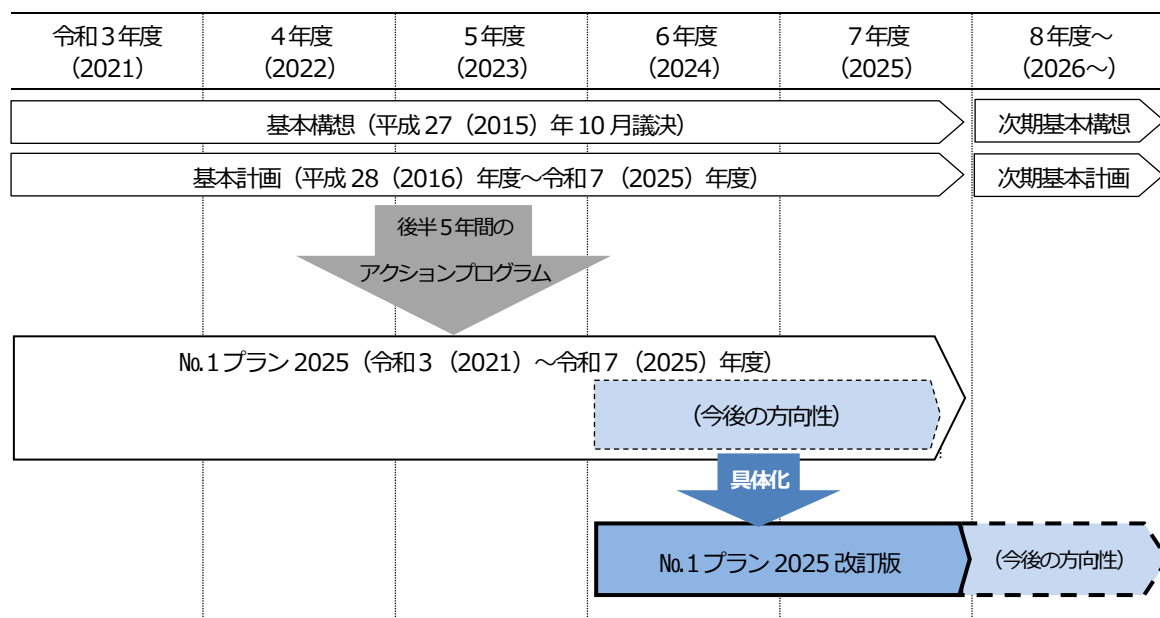 令和３年度
（2021）
４年度
（2022）
５年度
（2023）
６年度
（2024）
７年度
（2025）
８年度～
（2026～）
基本構想（平成 27（2015）年 10 月議決）
次期基本構想
基本計画（平成 28（2016）年度～令和７（2025）年度）
次期基本計画
後半５年間の
アクションプログラム
№１プラン 2025（令和３（2021）～令和７（2025）年度）
（今後の方向性）
具体化
№１プラン 2025 改訂版
（今後の方向性）